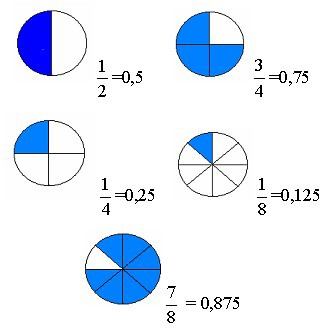 1/2 =0,5
3/4 =0,75
1/4 =0,25
1/8 =0,125
7/8 = 0,875